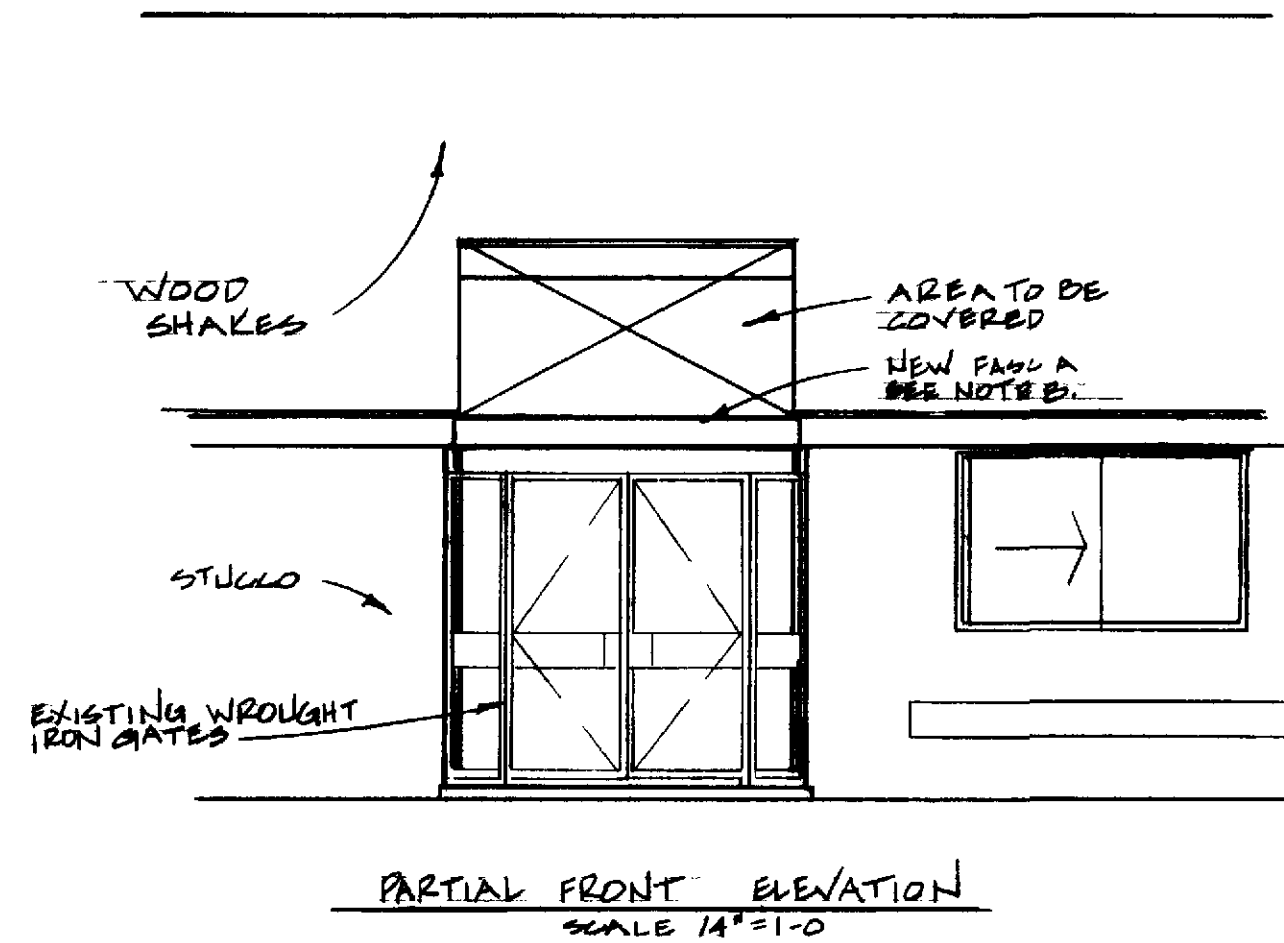 WOOD
SHAKES
AREA TO BE
COVERED
NEW FASCIA
SEE NOTE B.
STUCCO
EXISTING WROUGHT
IRON GATES
PARTIAL FRONT ELEVATION
SCALE 1/4"=1-0